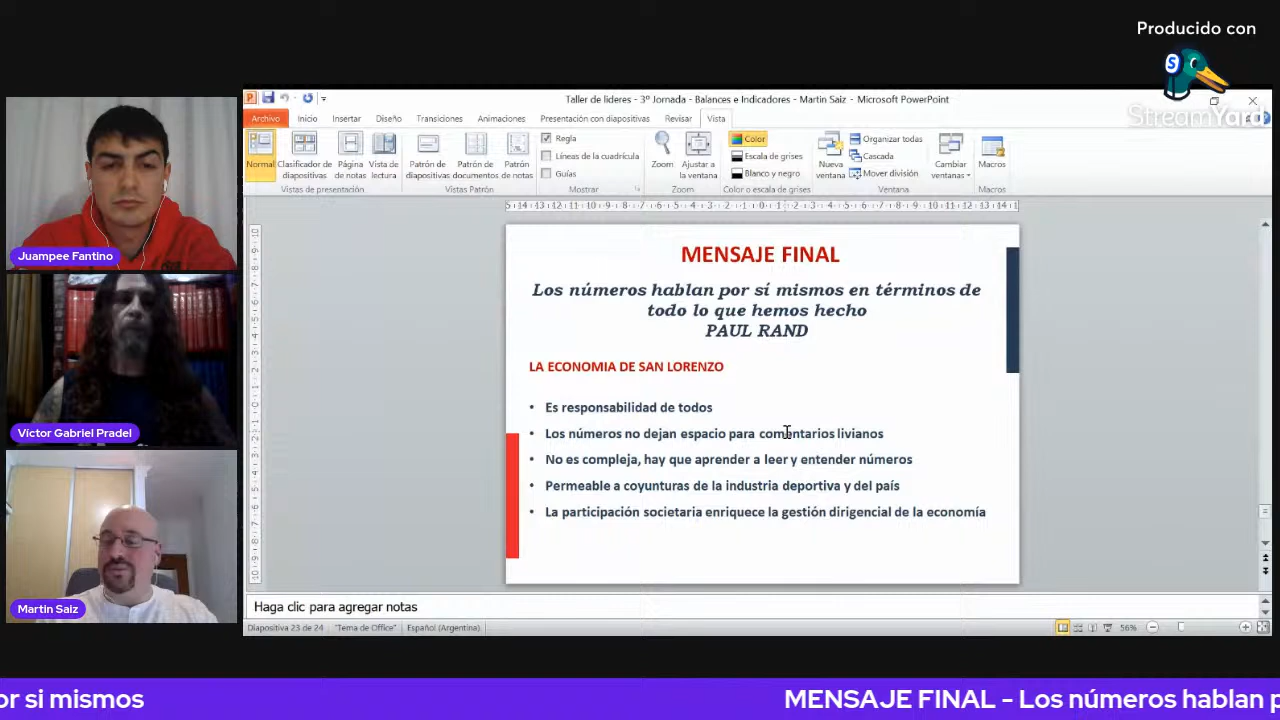 Producido con
StreamYard
Taller de lideres - 3º Jornada - Balances e Indicadores - Martin Saiz - Microsoft PowerPoint
Archivo Inicio Insertar Diseño Transiciones Animaciones Presentación con diapositivas Revisar Vista
Normal
Clasificador de diapositivas
Página de notas
Vista de lectura
Vistas de presentación
Patrón de diapositivas
Patrón de documentos
Patrón de notas
Vistas Patrón
Regla
Líneas de la cuadrícula
Guías
Mostrar
Zoom
Ajustar a la ventana
Zoom
Color
Escala de grises
Blanco y negro
Color o escala de grises
Nueva ventana
Organizar todas
Cascada
Mover división
Cambiar ventanas
Ventana
Macros
Macros
Juampee Fantino
Víctor Gabriel Pradel
Martin Saiz
MENSAJE FINAL
Los números hablan por sí mismos en términos de
todo lo que hemos hecho
PAUL RAND
LA ECONOMIA DE SAN LORENZO
• Es responsabilidad de todos
• Los números no dejan espacio para comentarios livianos
• No es compleja, hay que aprender a leer y entender números
• Permeable a coyunturas de la industria deportiva y del país
• La participación societaria enriquece la gestión dirigencial de la economía
Haga clic para agregar notas
Diapositiva 23 de 24 "Tema de Office" Español (Argentina) 56%
or si mismos MENSAJE FINAL - Los números hablan p